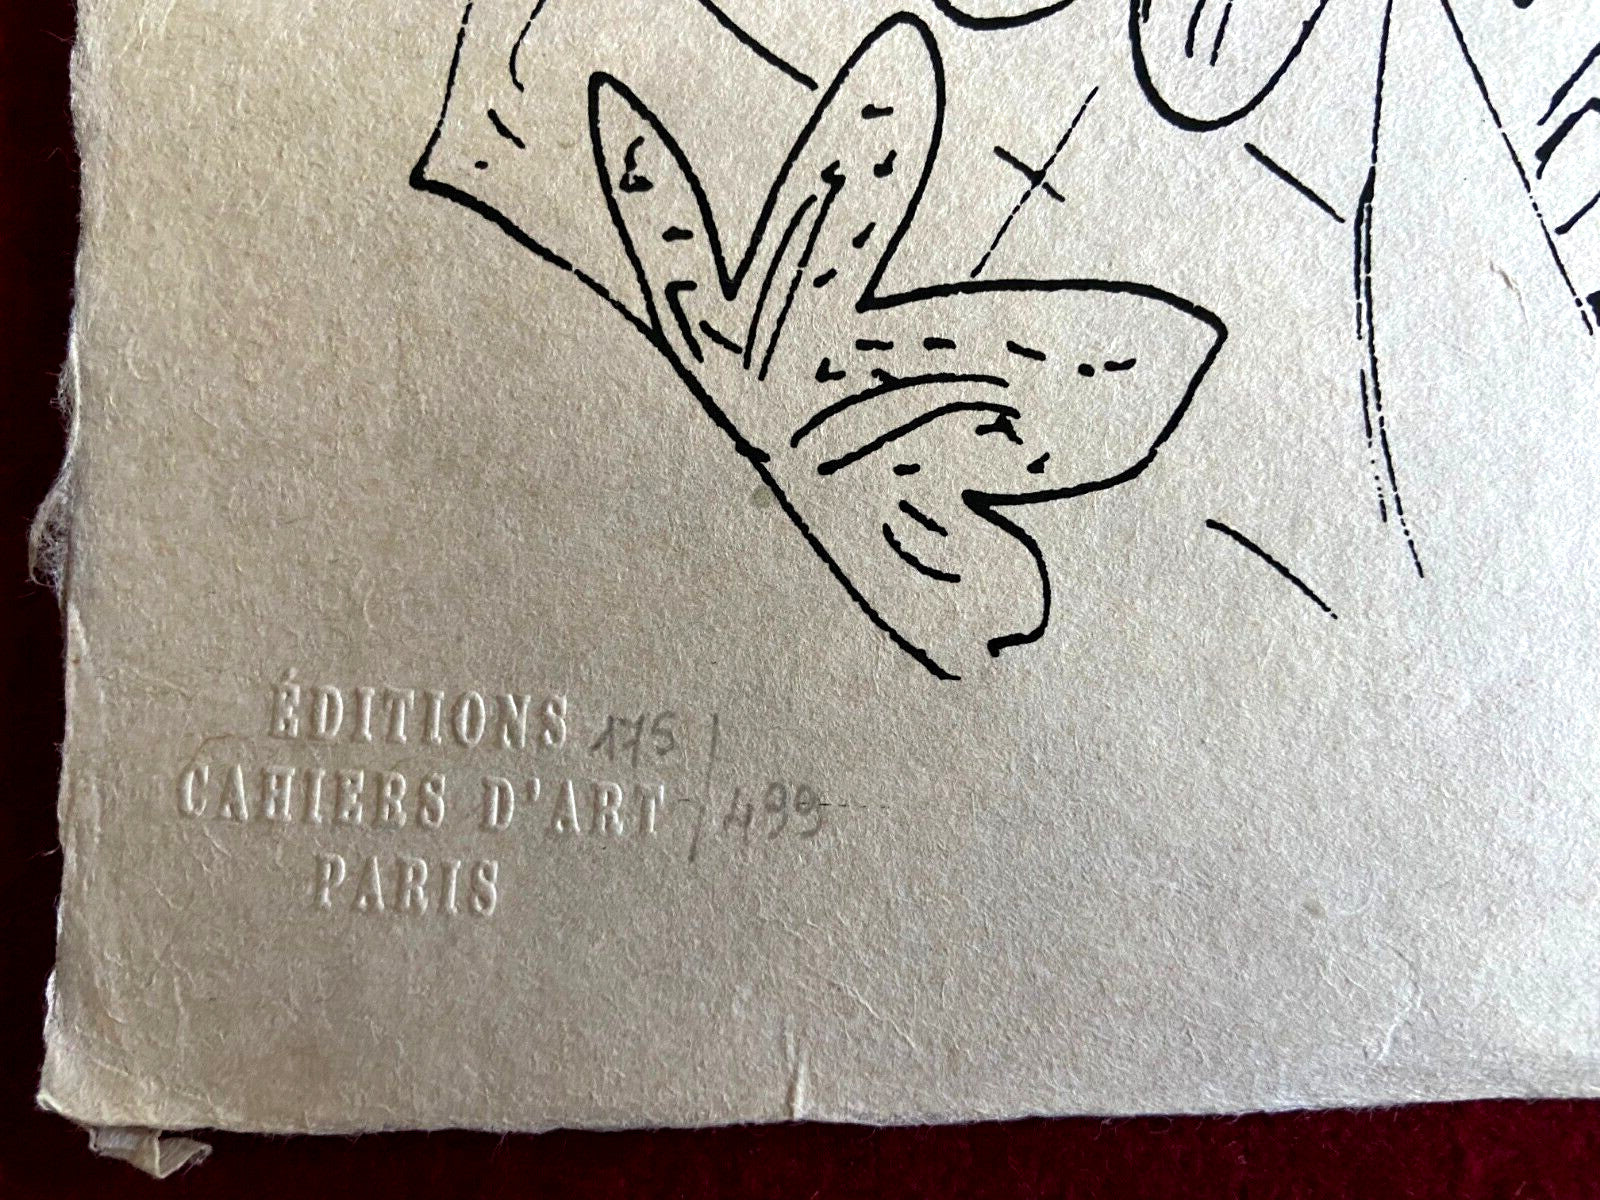 ÉDITIONS 175 /
CAHIERS D'ART / 499
PARIS